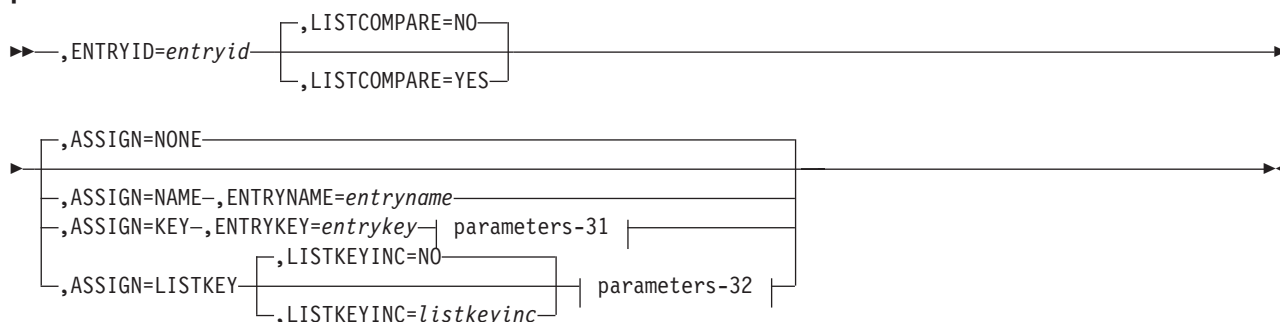 ,LISTCOMPARE=NO
,ENTRYID=entryid
,LISTCOMPARE=YES
,ASSIGN=NONE
,ASSIGN=NAME ,ENTRYNAME=entryname
,ASSIGN=KEY ,ENTRYKEY=entrykey parameters-31
,LISTKEYINC=NO
,ASSIGN=LISTKEY parameters-32
,LISTKEYINC=listkeyinc